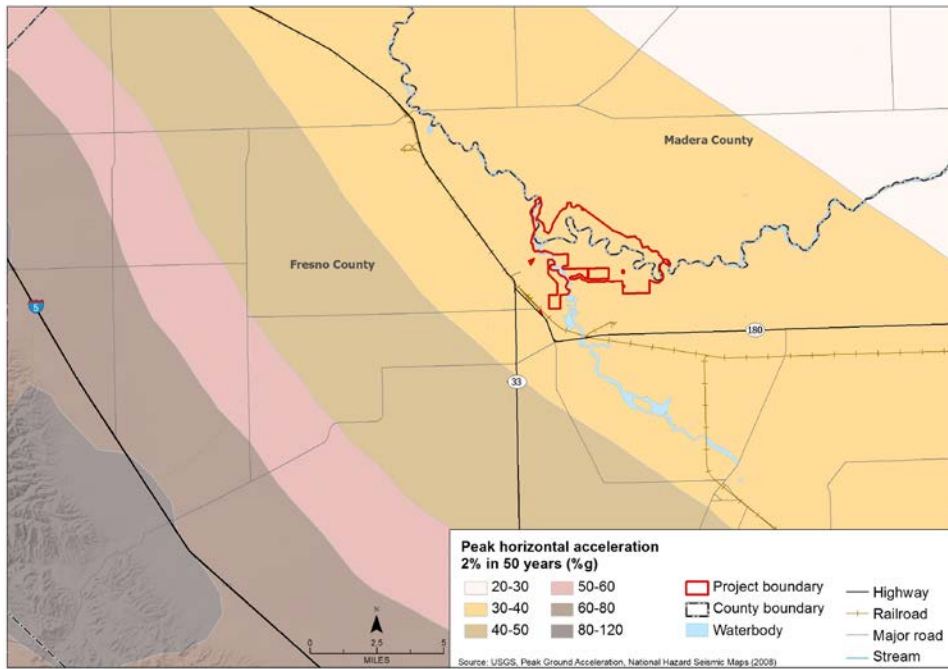 Madera County
Fresno County
5
180
33
Peak horizontal acceleration
2% in 50 years (%g)
20-30
30-40
40-50
50-60
60-80
80-120
Project boundary
County boundary
Waterbody
Highway
Railroad
Major road
Stream
N
0 2.5 5
MILES
Source: USGS, Peak Ground Acceleration, National Hazard Seismic Maps (2008)